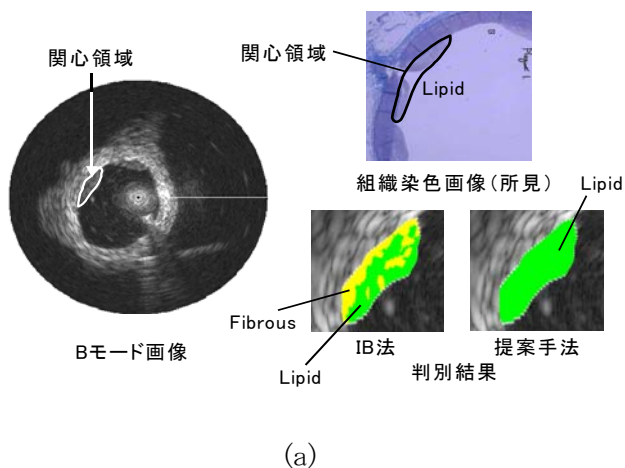 関心領域
関心領域
Lipid
組織染色画像(所見)
Lipid
Fibrous
Lipid
Bモード画像
IB法
提案手法
判別結果
(a)